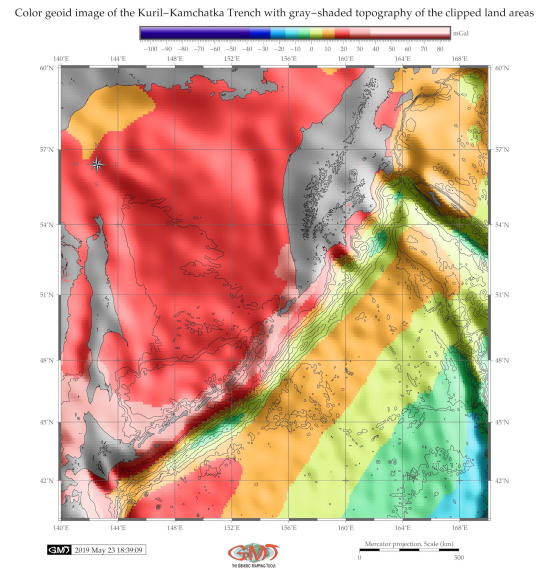 Color geoid image of the Kuril−Kamchatka Trench with gray−shaded topography of the clipped land areas
−100 −90 −80 −70 −60 −50 −40 −30 −20 −10 0 10 20 30 40 50 60 70 80 mGal
140˚E 144˚E 148˚E 152˚E 156˚E 160˚E 164˚E 168˚E
60˚N 60˚N
57˚N 57˚N
54˚N 54˚N
51˚N 51˚N
48˚N 48˚N
45˚N 45˚N
42˚N 42˚N
140˚E 144˚E 148˚E 152˚E 156˚E 160˚E 164˚E 168˚E
GMD 2019 May 23 18:39:09
GMT
THE GENERIC MAPPING TOOLS
Mercator projection. Scale (km)
0 500